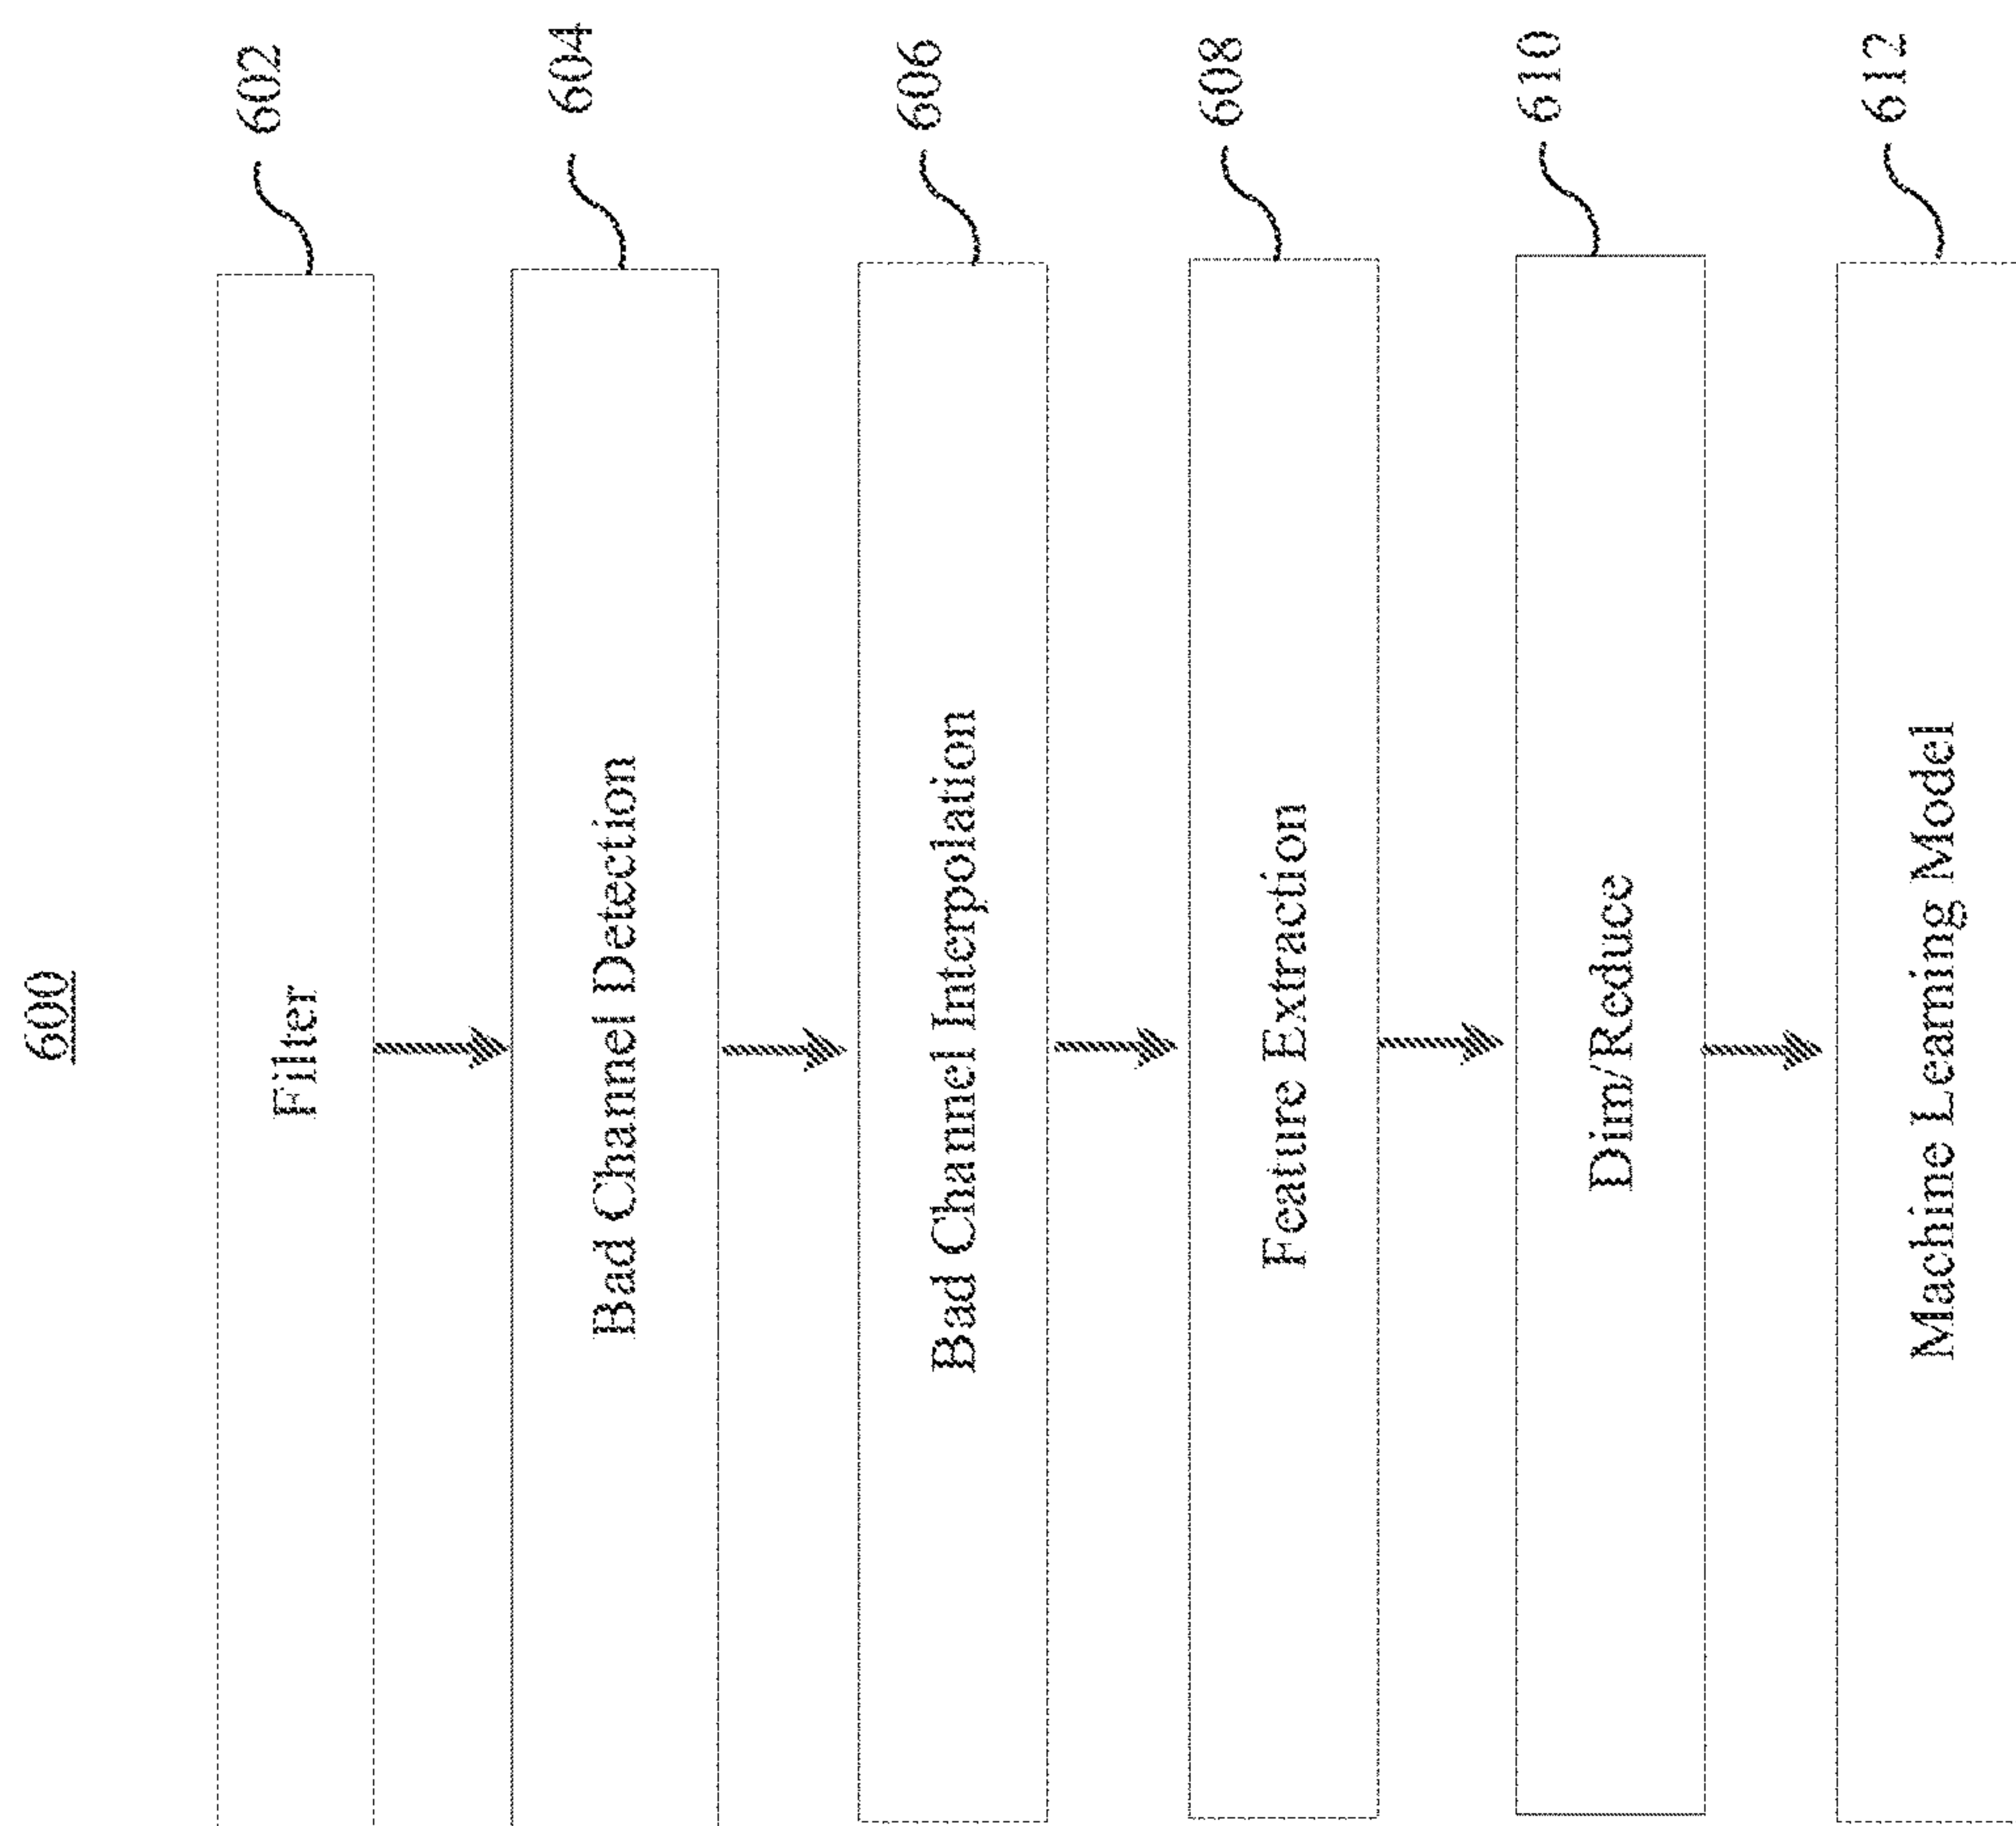 600
Filter
602
Bad Channel Detection
604
Bad Channel Interpolation
606
Feature Extraction
608
Dim/Reduce
610
Machine Learning Model
612